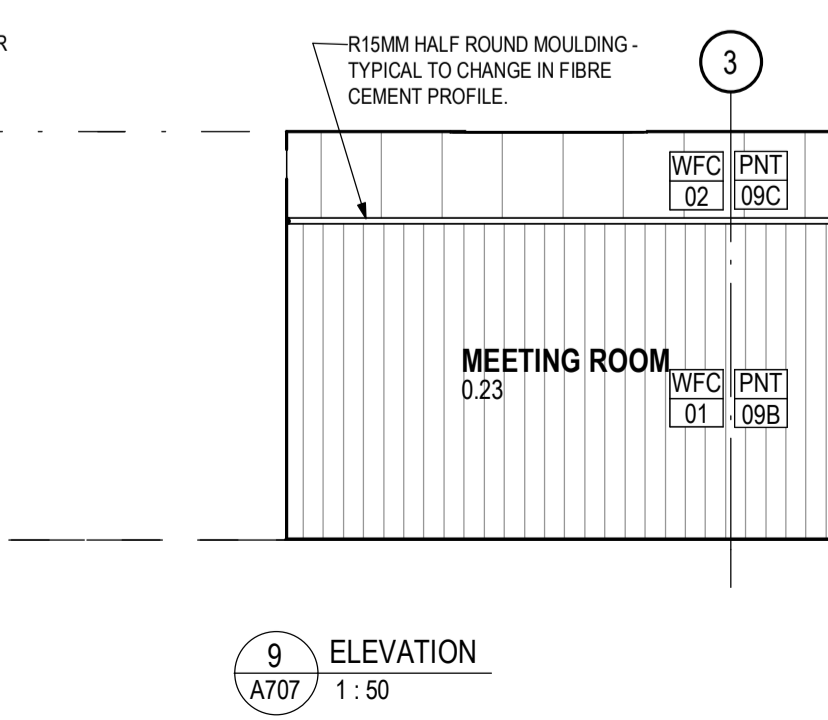 R
R15MM HALF ROUND MOULDING -
TYPICAL TO CHANGE IN FIBRE
CEMENT PROFILE.
3
WFC PNT
02 09C
MEETING ROOM
0.23
WFC PNT
01 09B
9 ELEVATION
A707 1 : 50